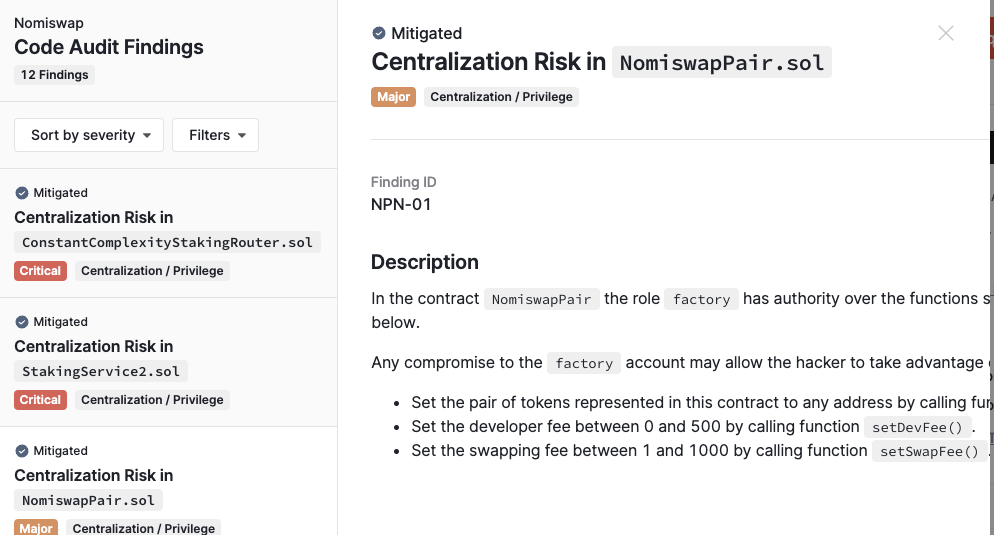 Nomiswap
Code Audit Findings
12 Findings
Sort by severity
Filters
Mitigated
Centralization Risk in
ConstantComplexityStakingRouter.sol
Critical
Centralization / Privilege
Mitigated
Centralization Risk in
StakingService2.sol
Critical
Centralization / Privilege
Mitigated
Centralization Risk in
NomiswapPair.sol
Major
Centralization / Privilege
Mitigated
Centralization Risk in NomiswapPair.sol
Major
Centralization / Privilege
Finding ID
NPN-01
Description
In the contract NomiswapPair the role factory has authority over the functions
below.
Any compromise to the factory account may allow the hacker to take advantage
• Set the pair of tokens represented in this contract to any address by calling
• Set the developer fee between 0 and 500 by calling function setDevFee() .
• Set the swapping fee between 1 and 1000 by calling function setSwapFee() .